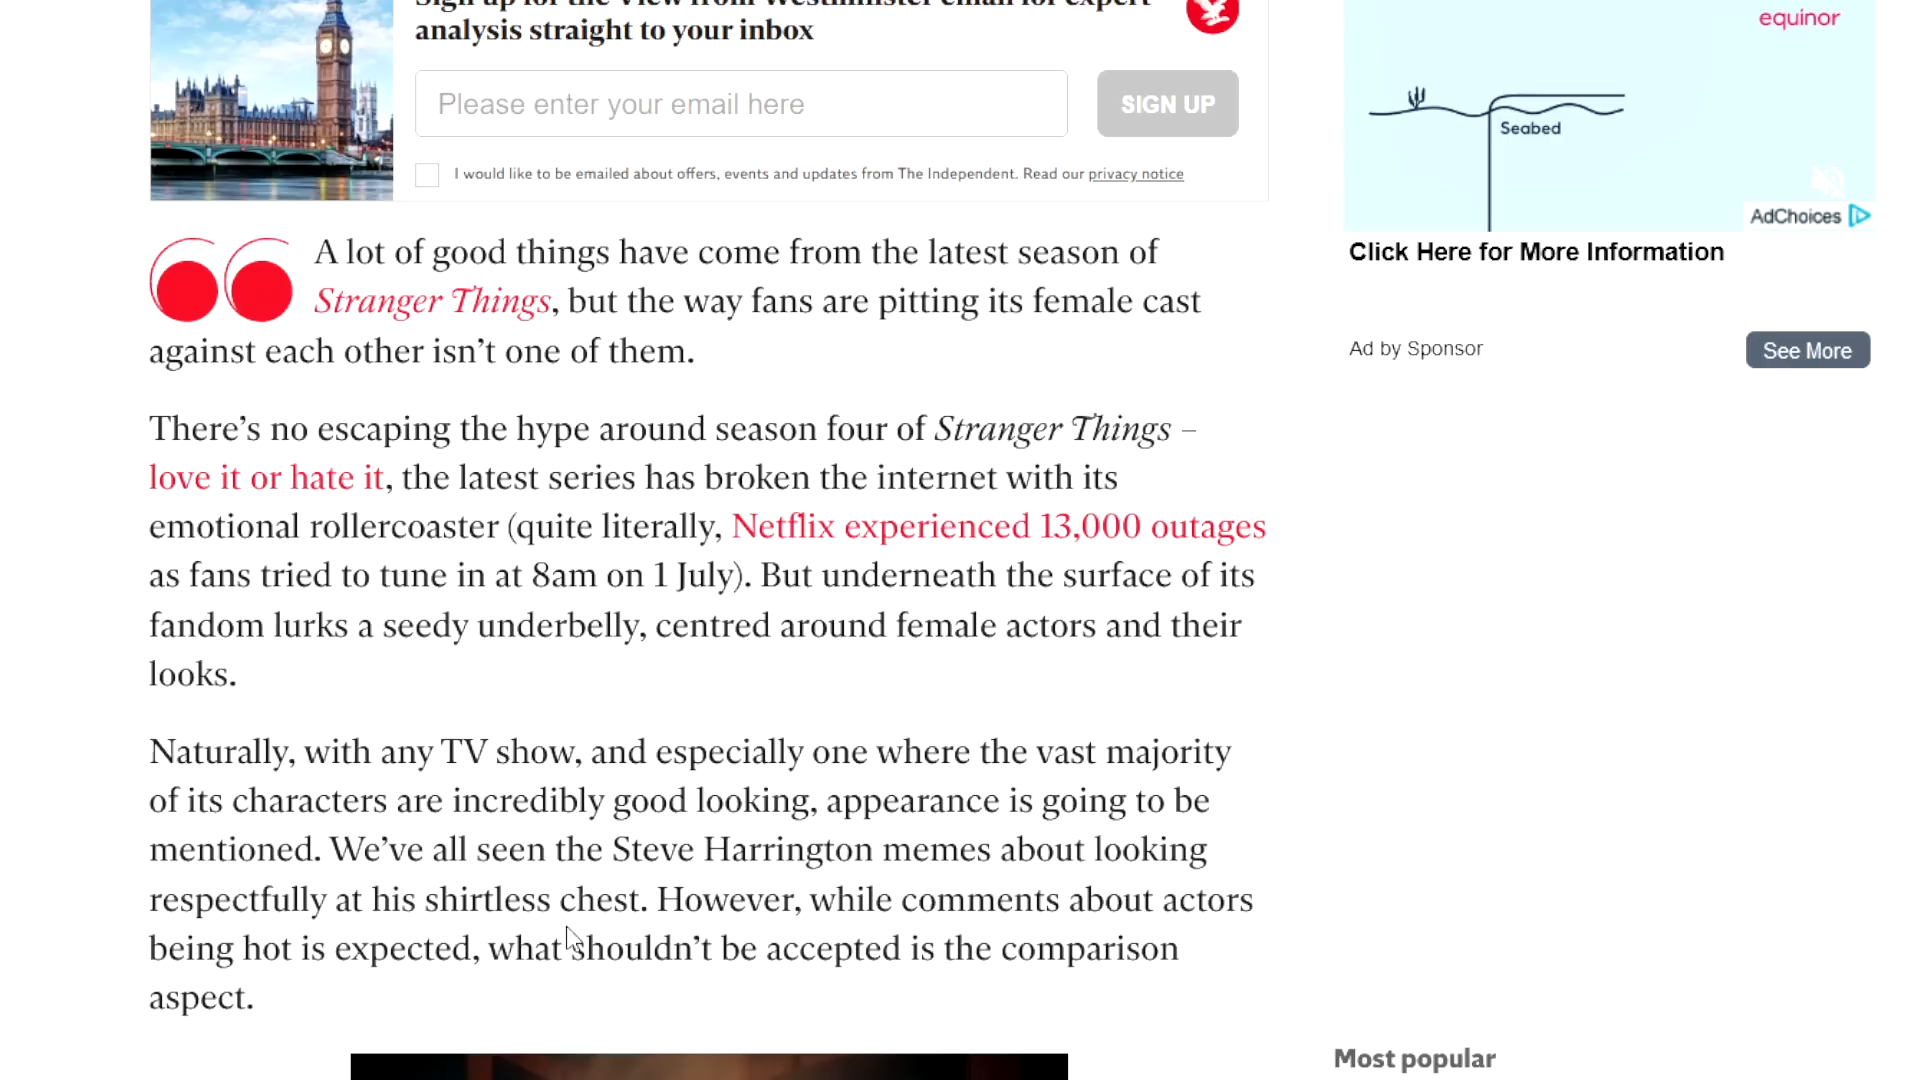 Sign up for the View from Westminster email for expert
analysis straight to your inbox
Please enter your email here
SIGN UP
I would like to be emailed about offers, events and updates from The Independent. Read our privacy notice
A lot of good things have come from the latest season of
Stranger Things, but the way fans are pitting its female cast
against each other isn’t one of them.
There’s no escaping the hype around season four of Stranger Things –
love it or hate it, the latest series has broken the internet with its
emotional rollercoaster (quite literally, Netflix experienced 13,000 outages
as fans tried to tune in at 8am on 1 July). But underneath the surface of its
fandom lurks a seedy underbelly, centred around female actors and their
looks.
Naturally, with any TV show, and especially one where the vast majority
of its characters are incredibly good looking, appearance is going to be
mentioned. We’ve all seen the Steve Harrington memes about looking
respectfully at his shirtless chest. However, while comments about actors
being hot is expected, what shouldn’t be accepted is the comparison
aspect.
equinor
Seabed
AdChoices
Click Here for More Information
Ad by Sponsor
See More
Most popular